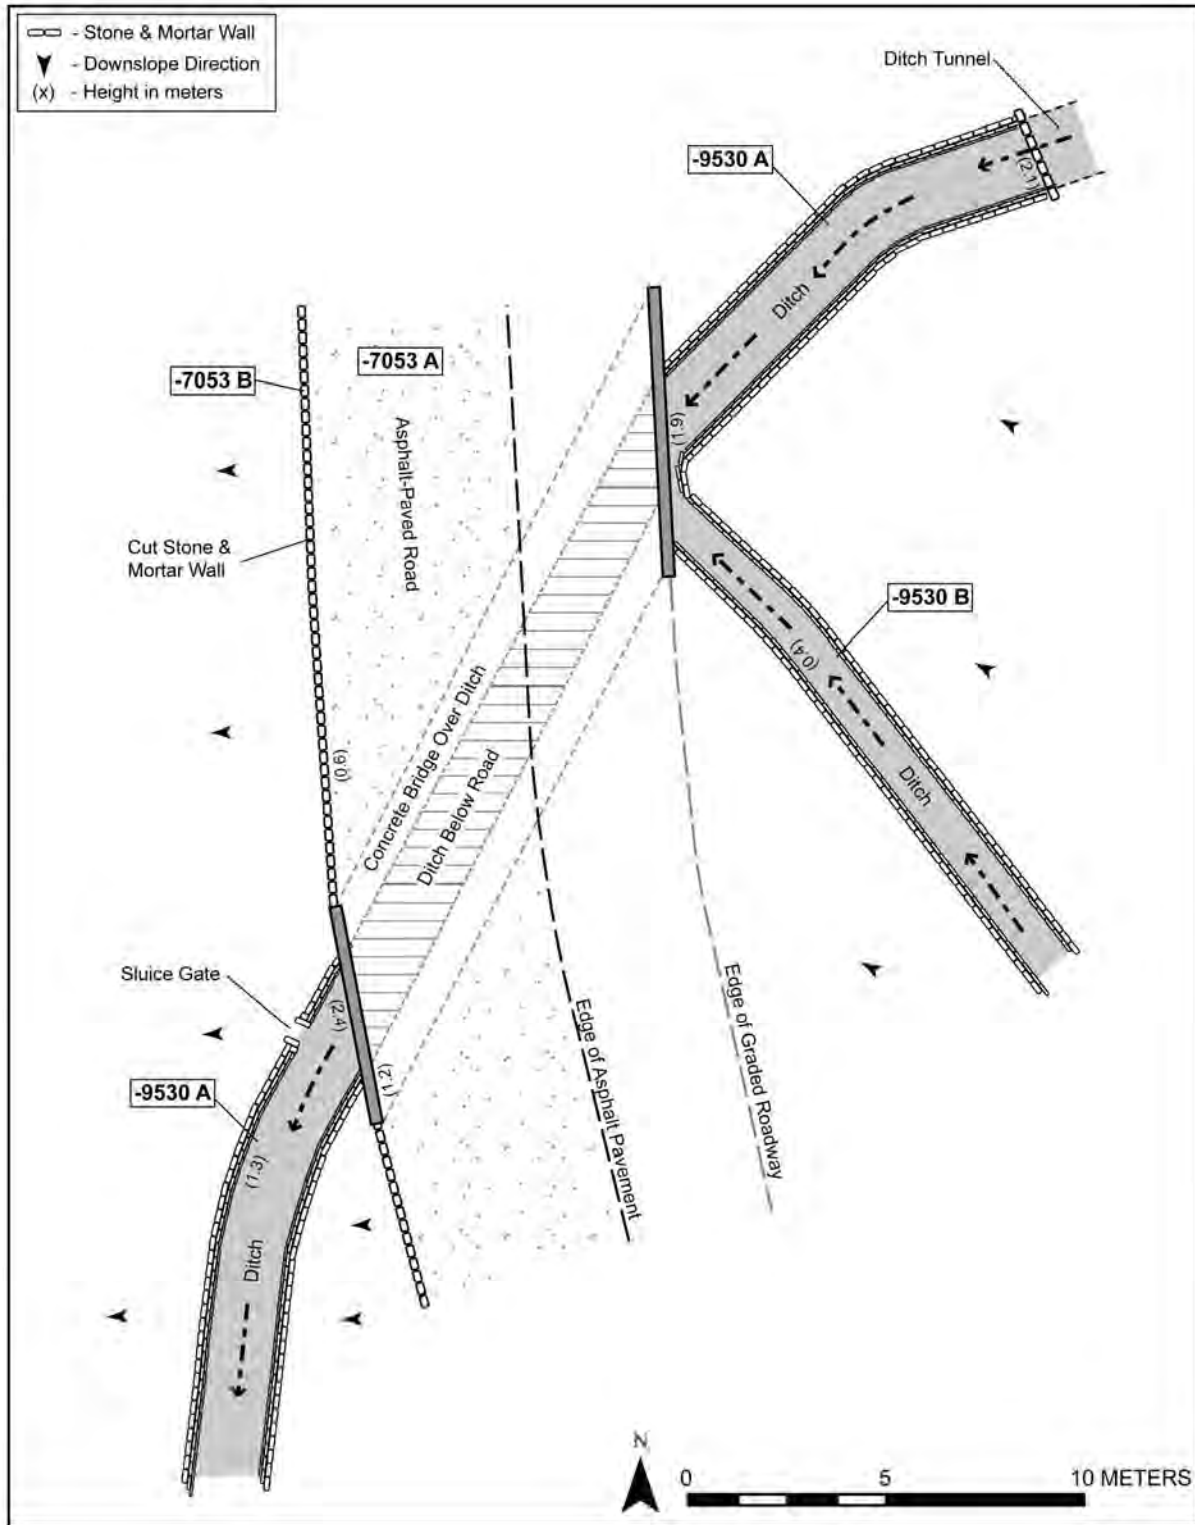 - Stone & Mortar Wall
- Downslope Direction
(x) - Height in meters
Ditch Tunnel
-9530 A
(2.1)
Ditch
-7053 A
-7053 B
(1.9)
Asphalt-Paved Road
Cut Stone &
Mortar Wall
-9530 B
(0.4)
Ditch
(0.6)
Concrete Bridge Over Ditch
Ditch Below Road
Sluice Gate
(2.4)
Edge of Asphalt Pavement
Edge of Graded Roadway
(1.2)
-9530 A
(1.3)
Ditch
N
0 5 10 METERS